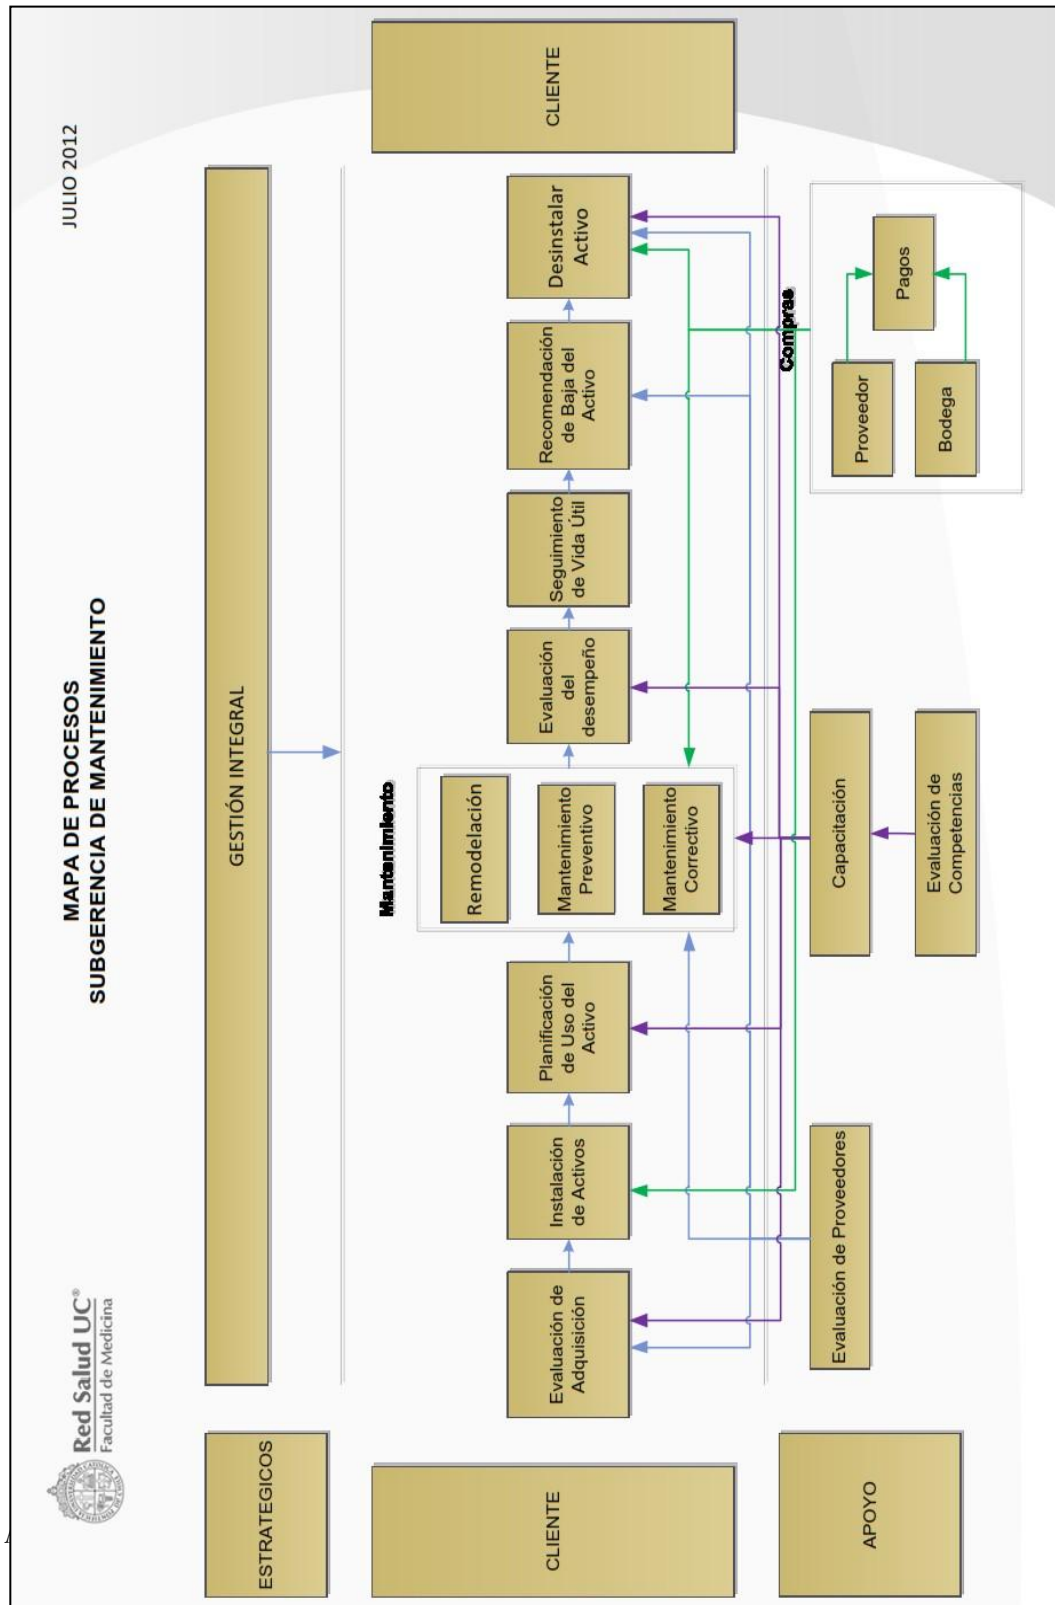 Red Salud UC®
Facultad de Medicina
MAPA DE PROCESOS
SUBGERENCIA DE MANTENIMIENTO
JULIO 2012
ESTRATEGICOS
GESTIÓN INTEGRAL
CLIENTE
Mantenimiento
Evaluación de
Adquisición
Instalación
de Activos
Planificación
de Uso del
Activo
Remodelación
Mantenimiento
Preventivo
Mantenimiento
Correctivo
Evaluación
del
desempeño
Seguimiento
de Vida Útil
Recomendación
de Baja del
Activo
Desinstalar
Activo
CLIENTE
APOYO
Evaluación de Proveedores
Capacitación
Evaluación de
Competencias
Compras
Proveedor
Bodega
Pagos